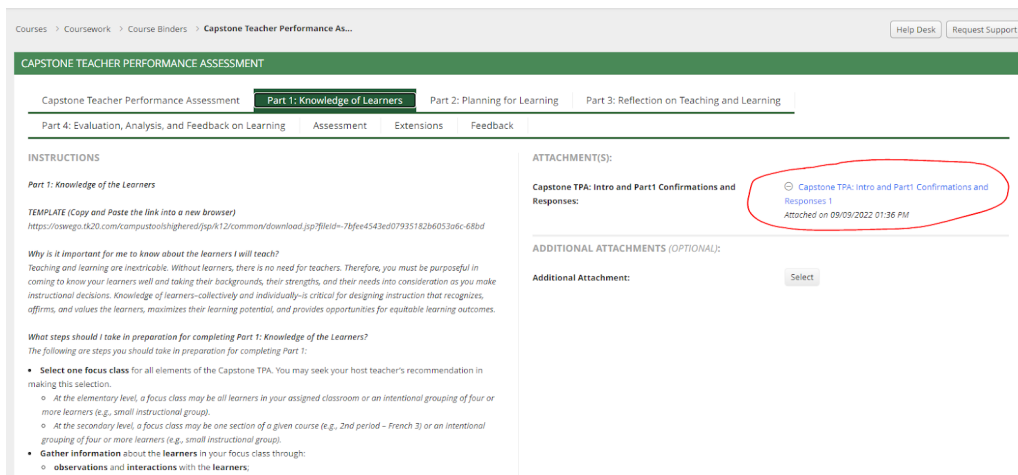 Courses > Coursework > Course Binders > Capstone Teacher Performance As...
Help Desk
Request Support
CAPSTONE TEACHER PERFORMANCE ASSESSMENT
Capstone Teacher Performance Assessment
Part 1: Knowledge of Learners
Part 2: Planning for Learning
Part 3: Reflection on Teaching and Learning
Part 4: Evaluation, Analysis, and Feedback on Learning
Assessment
Extensions
Feedback
INSTRUCTIONS
Part 1: Knowledge of the Learners
TEMPLATE (Copy and Paste the link into a new browser)
https://oswego.tk20.com/campustoolshighered/jsp/k12/common/download.jsp?fileid=-7bfee4543ed07935182b6053a6c-68bd
Why is it important for me to know about the learners I will teach?
Teaching and learning are inextricable. Without learners, there is no need for teachers. Therefore, you must be purposeful in
coming to know your learners well and taking their backgrounds, their strengths, and their needs into consideration as you make
instructional decisions. Knowledge of learners–collectively and individually–is critical for designing instruction that recognizes,
affirms, and values the learners, maximizes their learning potential, and provides opportunities for equitable learning outcomes.
What steps should I take in preparation for completing Part 1: Knowledge of the Learners?
The following are steps you should take in preparation for completing Part 1:
• Select one focus class for all elements of the Capstone TPA. You may seek your host teacher's recommendation in
making this selection.
o At the elementary level, a focus class may be all learners in your assigned classroom or an intentional grouping of four or
more learners (e.g., small instructional group).
o At the secondary level, a focus class may be one section of a given course (e.g., 2nd period – French 3) or an intentional
grouping of four or more learners (e.g., small instructional group).
• Gather information about the learners in your focus class through:
o observations and interactions with the learners;
ATTACHMENT(S):
Capstone TPA: Intro and Part1 Confirmations and
Responses:
Capstone TPA: Intro and Part1 Confirmations and
Responses 1
Attached on 09/09/2022 01:36 PM
ADDITIONAL ATTACHMENTS (OPTIONAL):
Additional Attachment:
Select